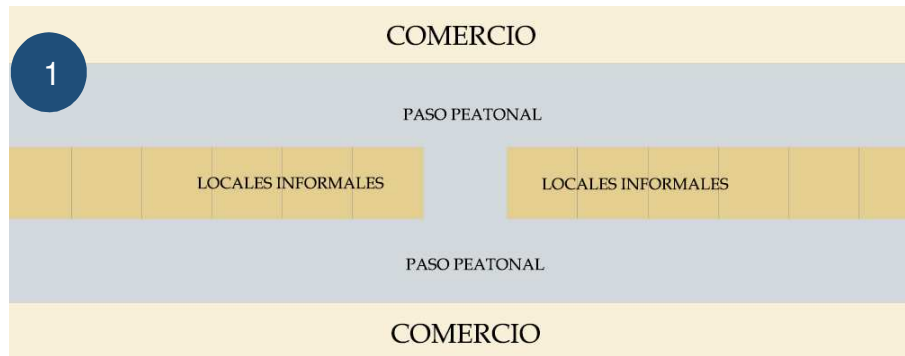 COMERCIO
1
PASO PEATONAL
LOCALES INFORMALES
LOCALES INFORMALES
PASO PEATONAL
COMERCIO